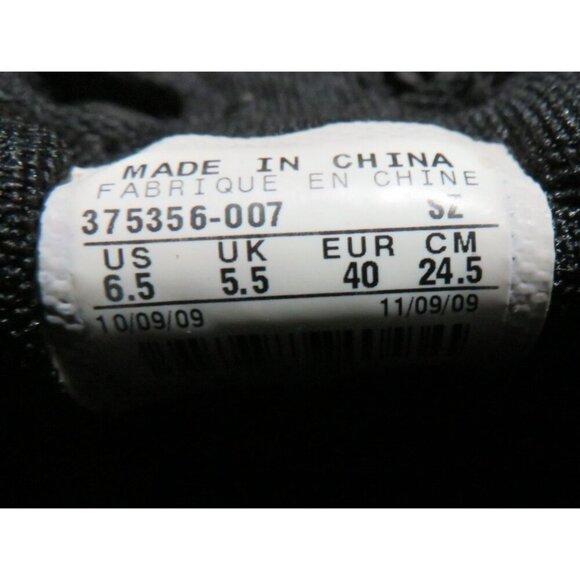 MADE IN CHINA
FABRIQUE EN CHINE
375356-007 SZ
US UK EUR CM
6.5 5.5 40 24.5
10/09/09 11/09/09